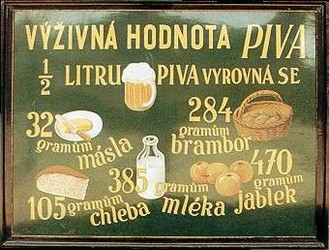 VÝŽIVNÁ HODNOTA PIVA
1/2 LITRU PIVA VYROVNÁ SE
32 gramům másla
284 gramům brambor
105 gramům chleba
385 gramům mléka
470 gramům jablek